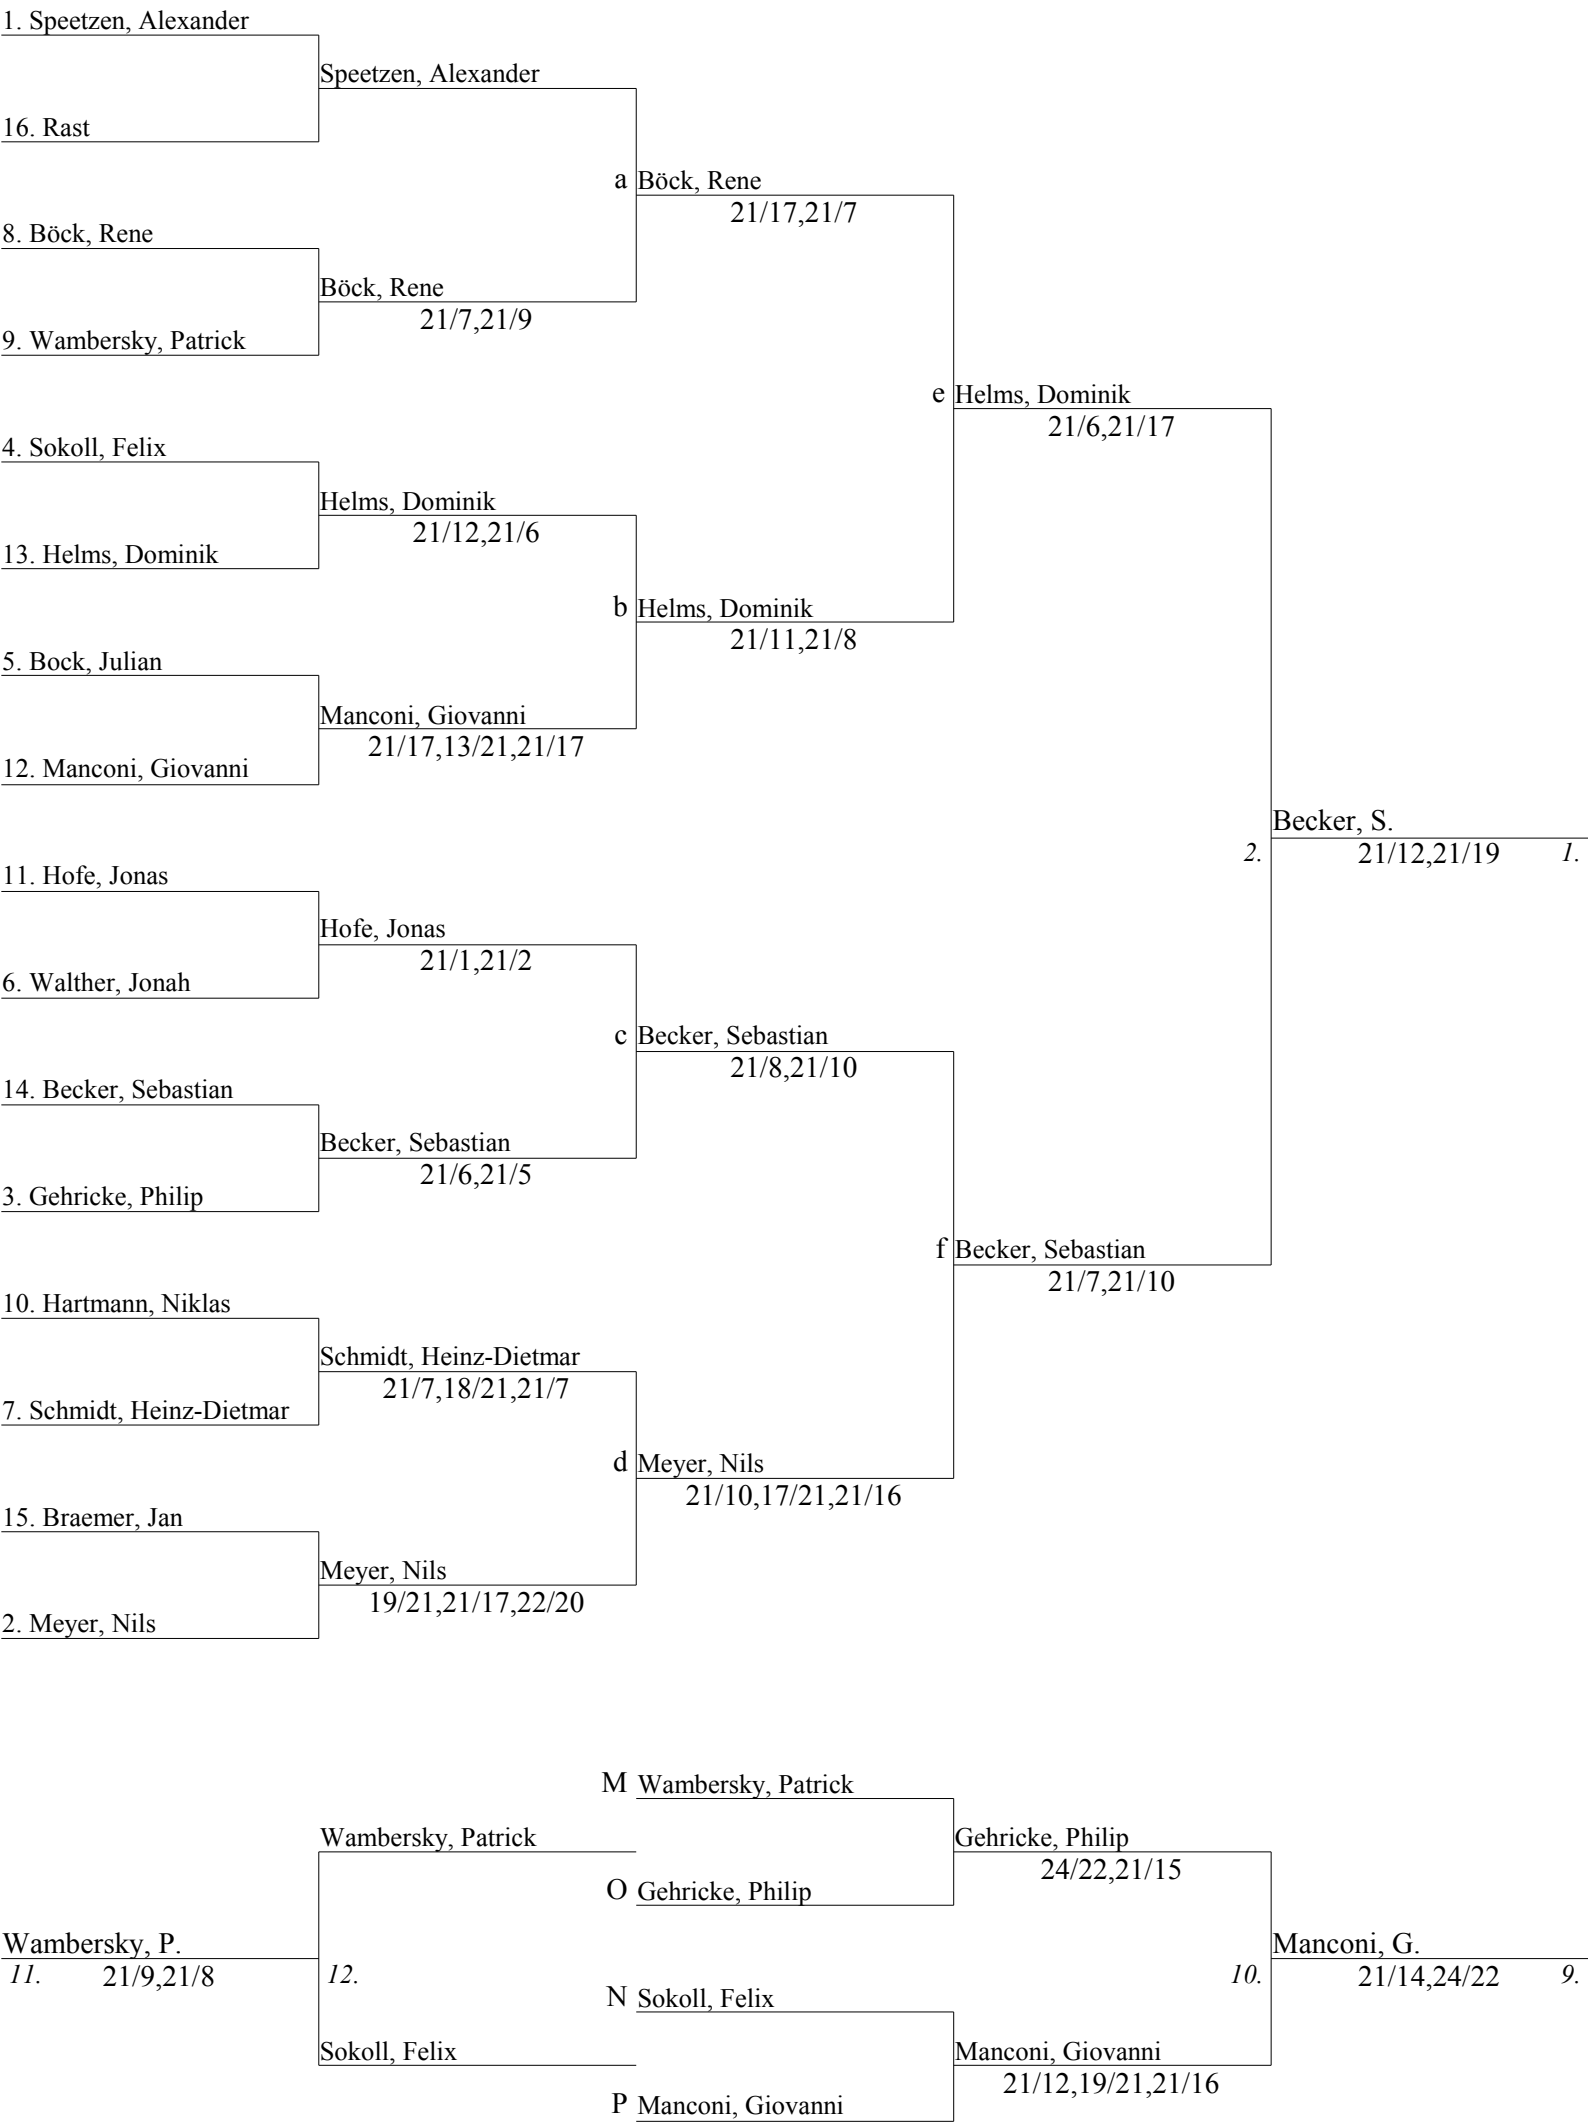 1. Speetzen, Alexander
Speetzen, Alexander
16. Rast
a Böck, Rene
21/17,21/7
8. Böck, Rene
Böck, Rene
21/7,21/9
9. Wambersky, Patrick
e Helms, Dominik
21/6,21/17
4. Sokoll, Felix
Helms, Dominik
21/12,21/6
13. Helms, Dominik
b Helms, Dominik
21/11,21/8
5. Bock, Julian
Manconi, Giovanni
21/17,13/21,21/17
12. Manconi, Giovanni
Becker, S.
2. 21/12,21/19 1.
11. Hofe, Jonas
Hofe, Jonas
21/1,21/2
6. Walther, Jonah
c Becker, Sebastian
21/8,21/10
14. Becker, Sebastian
Becker, Sebastian
21/6,21/5
3. Gehricke, Philip
f Becker, Sebastian
21/7,21/10
10. Hartmann, Niklas
Schmidt, Heinz-Dietmar
21/7,18/21,21/7
7. Schmidt, Heinz-Dietmar
d Meyer, Nils
21/10,17/21,21/16
15. Braemer, Jan
Meyer, Nils
19/21,21/17,22/20
2. Meyer, Nils
M Wambersky, Patrick
Wambersky, Patrick
Gehricke, Philip
24/22,21/15
O Gehricke, Philip
Wambersky, P.
11. 21/9,21/8 12.
Manconi, G.
10. 21/14,24/22 9.
N Sokoll, Felix
Sokoll, Felix
Manconi, Giovanni
21/12,19/21,21/16
P Manconi, Giovanni